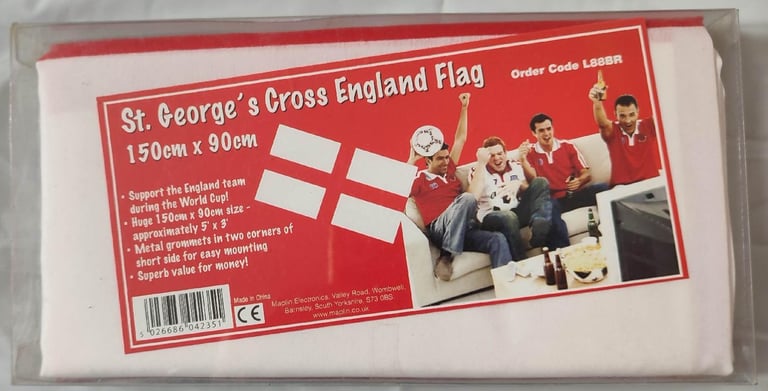 St. George's Cross England Flag
Order Code L88BR
150cm x 90cm
• Support the England team
during the World Cup!
• Huge 150cm x 90cm size -
approximately 5' x 3'
• Metal grommets in two corners of
short side for easy mounting
• Superb value for money!
Made in China
CE
5 026686 042351
Maplin Electronics, Valley Road, Wombwell,
Barnsley, South Yorkshire, S73 0BS
www.maplin.co.uk